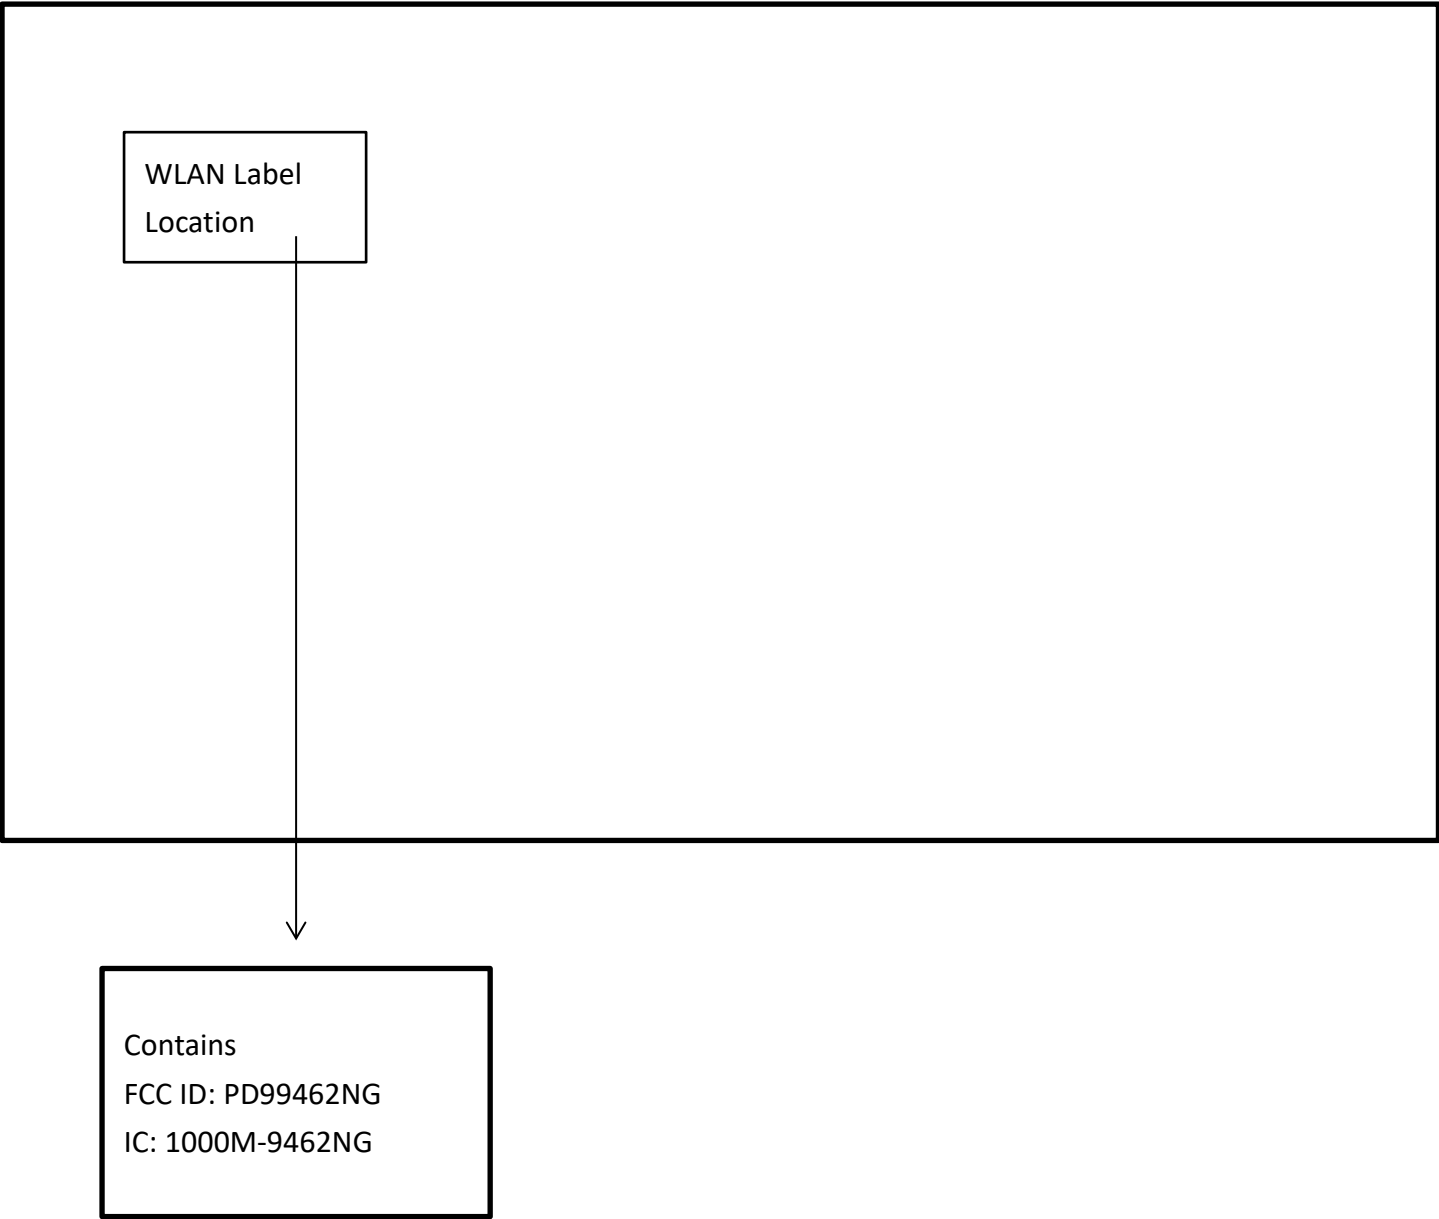 WLAN Label
Location
Contains
FCC ID: PD99462NG
IC: 1000M-9462NG